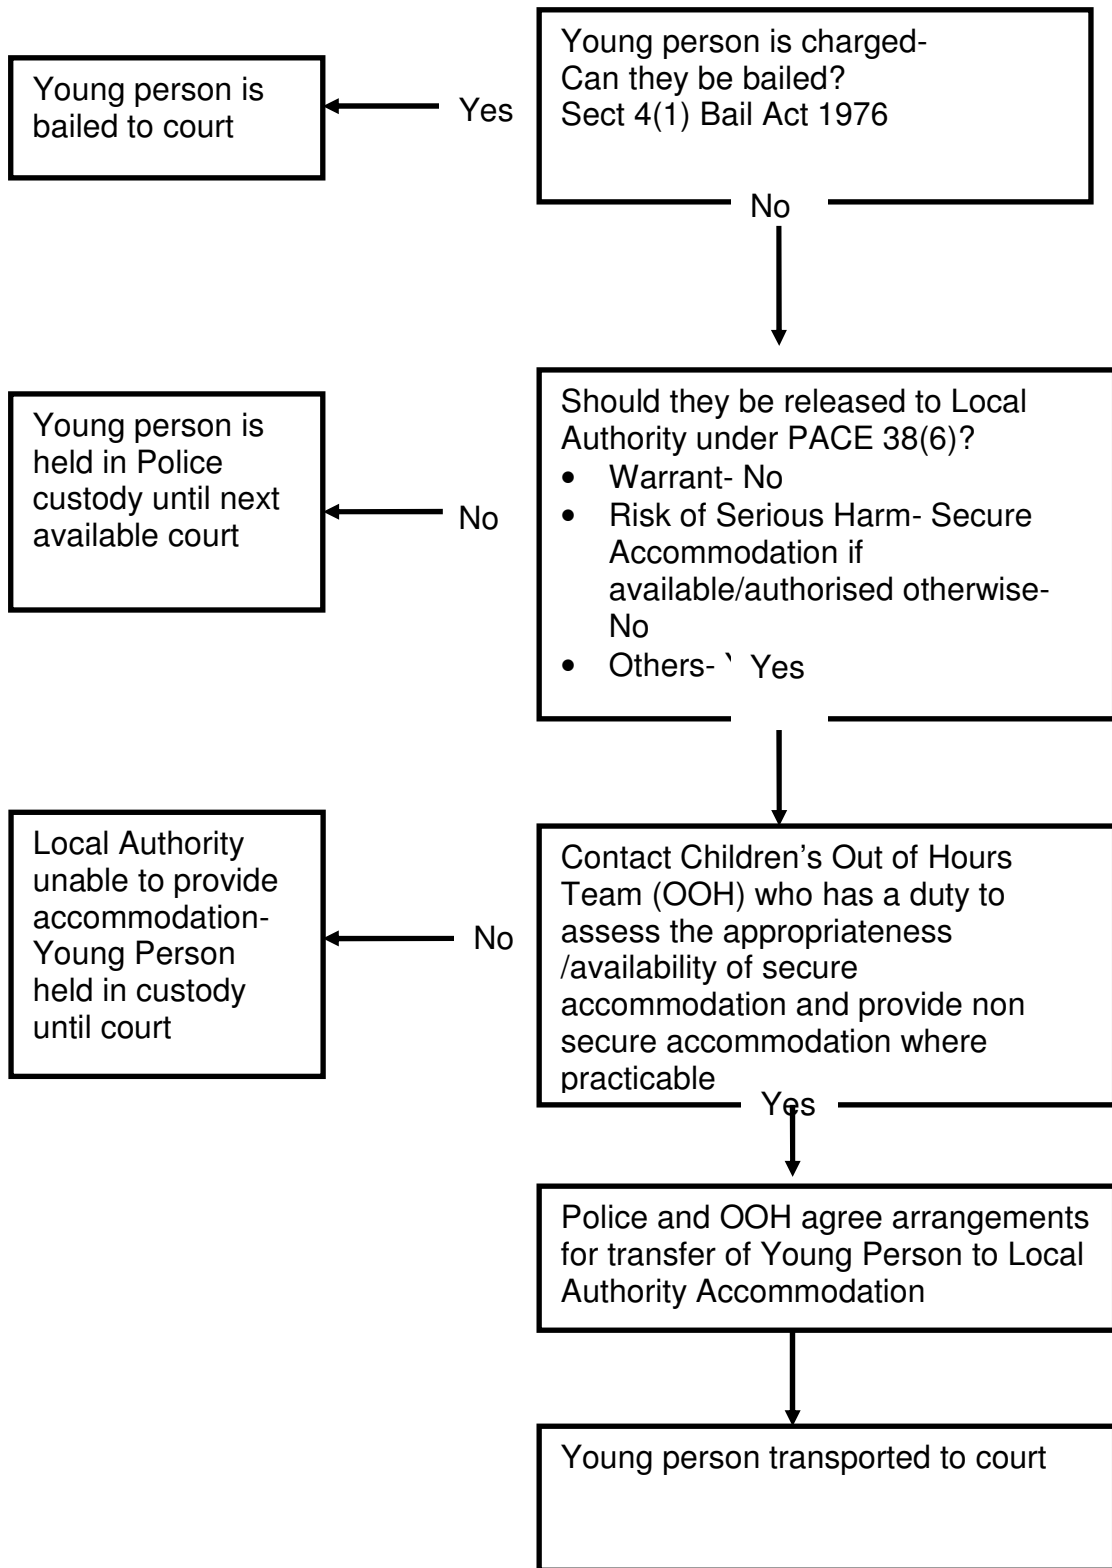 Young person is charged-
Can they be bailed?
Sect 4(1) Bail Act 1976
Yes
Young person is
bailed to court
No
Should they be released to Local
Authority under PACE 38(6)?
• Warrant- No
• Risk of Serious Harm- Secure
Accommodation if
available/authorised otherwise-
No
• Others-
Yes
No
Young person is
held in Police
custody until next
available court
Contact Children's Out of Hours
Team (OOH) who has a duty to
assess the appropriateness
/availability of secure
accommodation and provide non
secure accommodation where
practicable
No
Local Authority
unable to provide
accommodation-
Young Person
held in custody
until court
Yes
Police and OOH agree arrangements
for transfer of Young Person to Local
Authority Accommodation
Young person transported to court